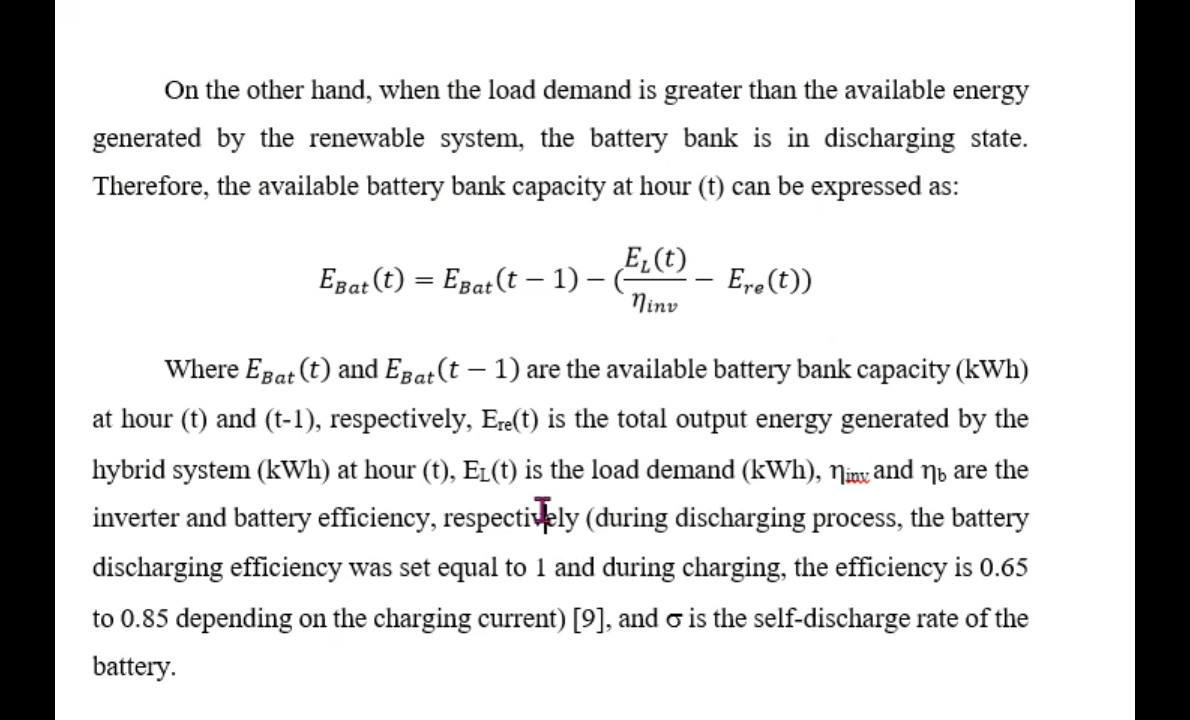 On the other hand, when the load demand is greater than the available energy
generated by the renewable system, the battery bank is in discharging state.
Therefore, the available battery bank capacity at hour (t) can be expressed as:
E_Bat(t) = E_Bat(t − 1) − (E_L(t)/η_inv − E_re(t))
Where E_Bat(t) and E_Bat(t − 1) are the available battery bank capacity (kWh)
at hour (t) and (t-1), respectively, E_re(t) is the total output energy generated by the
hybrid system (kWh) at hour (t), E_L(t) is the load demand (kWh), η_inv and η_b are the
inverter and battery efficiency, respectively (during discharging process, the battery
discharging efficiency was set equal to 1 and during charging, the efficiency is 0.65
to 0.85 depending on the charging current) [9], and σ is the self-discharge rate of the
battery.